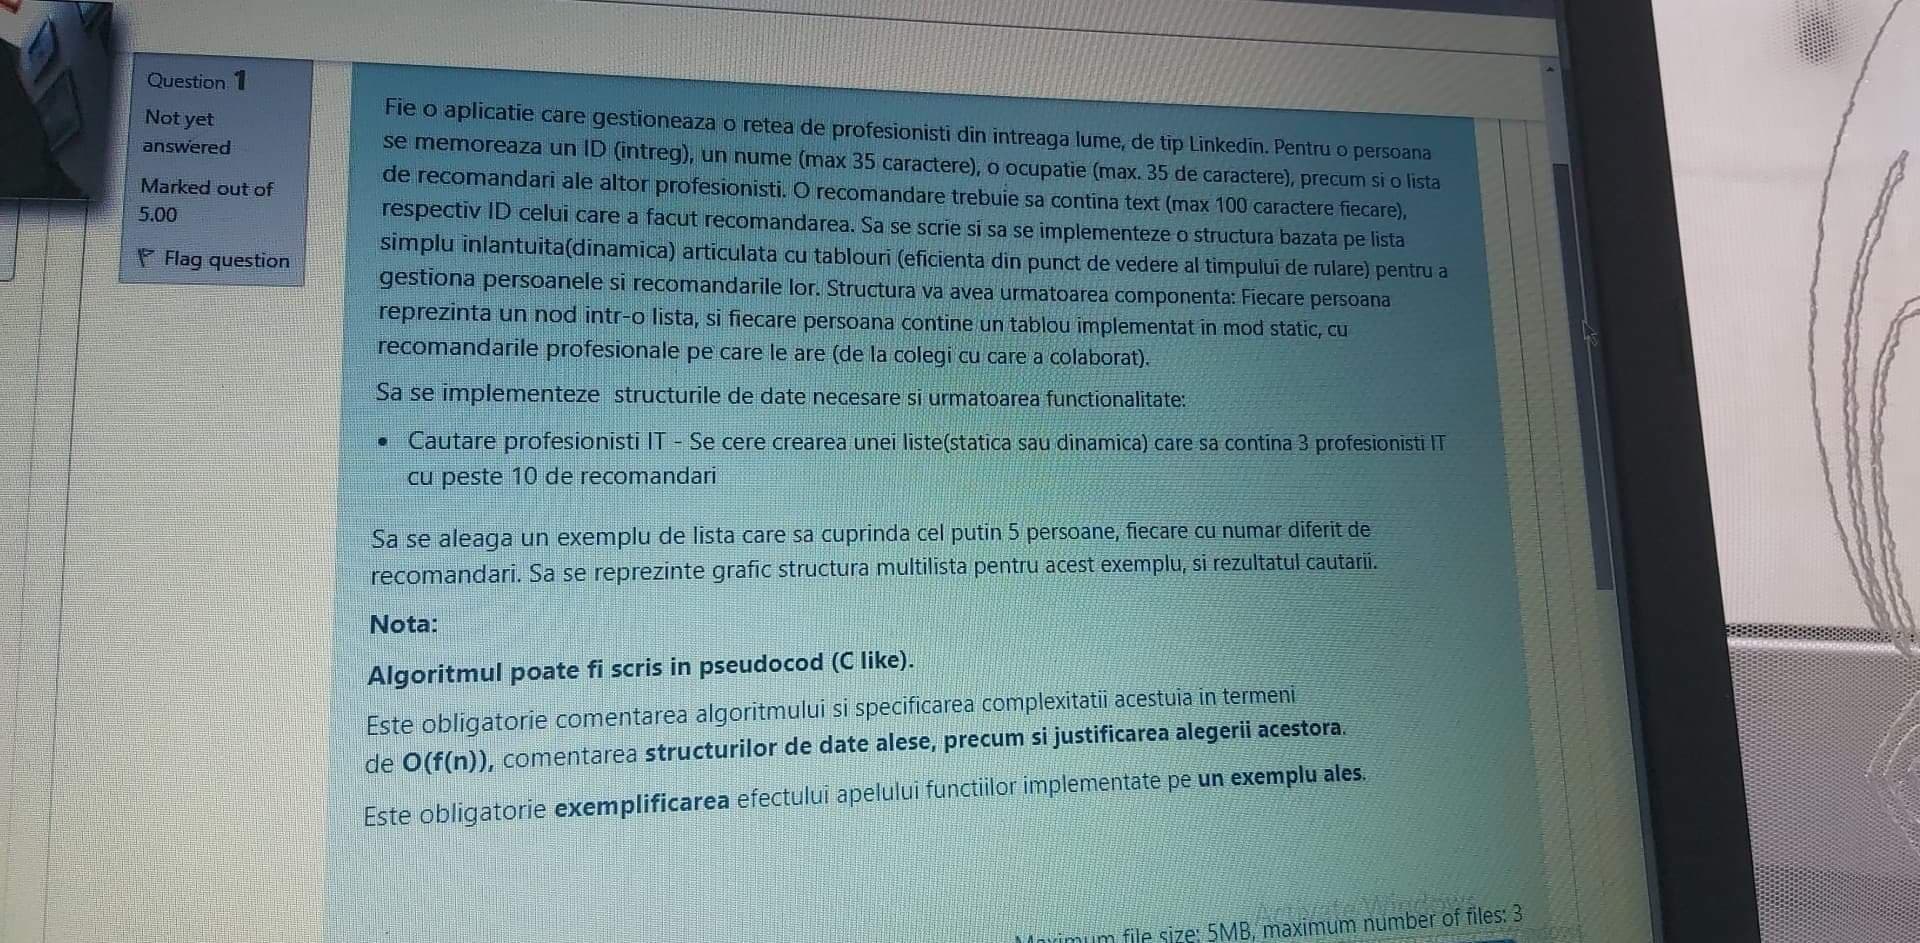 Question 1
Not yet
answered
Marked out of
5.00
Flag question
Fie o aplicatie care gestioneaza o retea de profesionisti din intreaga lume, de tip Linkedin. Pentru o persoana
se memoreaza un ID (intreg), un nume (max 35 caractere), o ocupatie (max. 35 de caractere), precum si o lista
de recomandari ale altor profesionisti. O recomandare trebuie sa contina text (max 100 caractere fiecare),
respectiv ID celui care a facut recomandarea. Sa se scrie si sa se implementeze o structura bazata pe lista
simplu inlantuita(dinamica) articulata cu tablouri (eficienta din punct de vedere al timpului de rulare) pentru a
gestiona persoanele si recomandarile lor. Structura va avea urmatoarea componenta: Fiecare persoana
reprezinta un nod intr-o lista, si fiecare persoana contine un tablou implementat in mod static, cu
recomandarile profesionale pe care le are (de la colegi cu care a colaborat).
Sa se implementeze structurile de date necesare si urmatoarea functionalitate:
• Cautare profesionisti IT - Se cere crearea unei liste(statica sau dinamica) care sa contina 3 profesionisti IT
cu peste 10 de recomandari
Sa se aleaga un exemplu de lista care sa cuprinda cel putin 5 persoane, fiecare cu numar diferit de
recomandari. Sa se reprezinte grafic structura multilista pentru acest exemplu, si rezultatul cautarii.
Nota:
Algoritmul poate fi scris in pseudocod (C like).
Este obligatorie comentarea algoritmului si specificarea complexitatii acestuia in termeni
de O(f(n)), comentarea structurilor de date alese, precum si justificarea alegerii acestora.
Este obligatorie exemplificarea efectului apelului functiilor implementate pe un exemplu ales.
Activate Windows
Maximum file size: 5MB, maximum number of files: 3